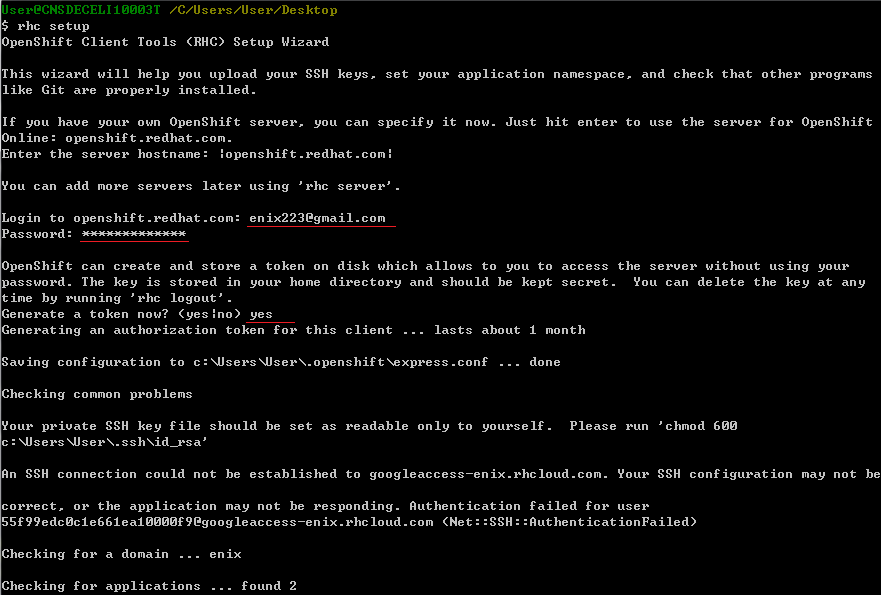 User@CNSDECELI10003T /C/Users/User/Desktop
$ rhc setup
OpenShift Client Tools (RHC) Setup Wizard
This wizard will help you upload your SSH keys, set your application namespace, and check that other programs
like Git are properly installed.
If you have your own OpenShift server, you can specify it now. Just hit enter to use the server for OpenShift
Online: openshift.redhat.com.
Enter the server hostname: |openshift.redhat.com|
You can add more servers later using 'rhc server'.
Login to openshift.redhat.com: enix223@gmail.com
Password: *************
OpenShift can create and store a token on disk which allows to you to access the server without using your
password. The key is stored in your home directory and should be kept secret.  You can delete the key at any
time by running 'rhc logout'.
Generate a token now? (yes|no) yes
Generating an authorization token for this client ... lasts about 1 month
Saving configuration to c:\Users\User\.openshift\express.conf ... done
Checking common problems
Your private SSH key file should be set as readable only to yourself.  Please run 'chmod 600
c:\Users\User\.ssh\id_rsa'
An SSH connection could not be established to googleaccess-enix.rhcloud.com. Your SSH configuration may not be
correct, or the application may not be responding. Authentication failed for user
55f99edc0c1e661ea10000f9@googleaccess-enix.rhcloud.com (Net::SSH::AuthenticationFailed)
Checking for a domain ... enix
Checking for applications ... found 2